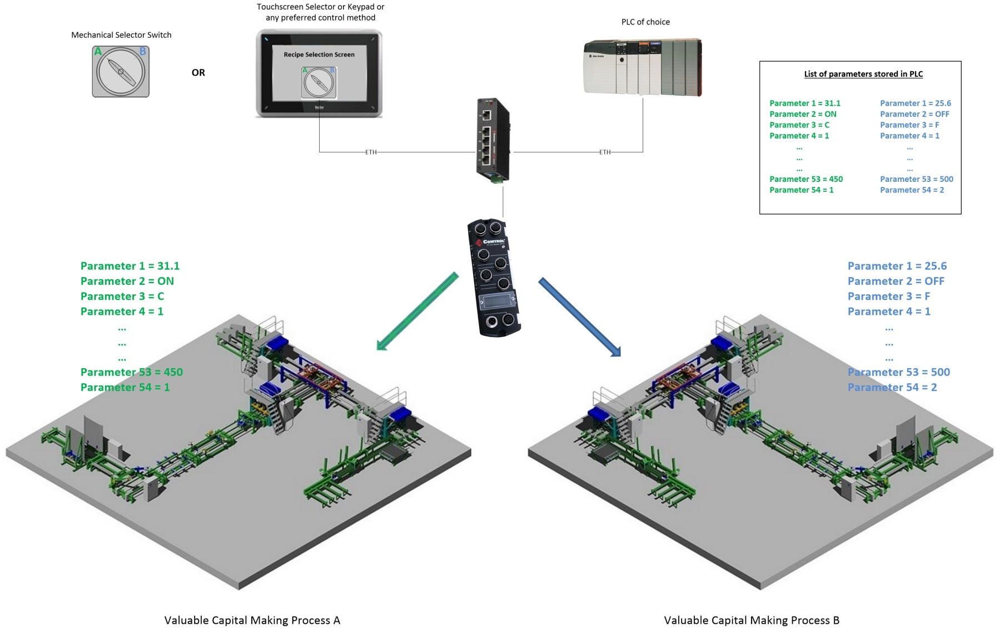 Touchscreen Selector or Keypad or
any preferred control method
PLC of choice
Mechanical Selector Switch
A B
OR
Recipe Selection Screen
A B
Allen-Bradley
List of parameters stored in PLC
Parameter 1 = 31.1
Parameter 2 = ON
Parameter 3 = C
Parameter 4 = 1
...
...
...
Parameter 53 = 450
Parameter 54 = 1
Parameter 1 = 25.6
Parameter 2 = OFF
Parameter 3 = F
Parameter 4 = 1
...
...
...
Parameter 53 = 500
Parameter 54 = 2
ETH
COMTROL
ETH
COMTROL
Parameter 1 = 31.1
Parameter 2 = ON
Parameter 3 = C
Parameter 4 = 1
...
...
...
Parameter 53 = 450
Parameter 54 = 1
Parameter 1 = 25.6
Parameter 2 = OFF
Parameter 3 = F
Parameter 4 = 1
...
...
...
Parameter 53 = 500
Parameter 54 = 2
Valuable Capital Making Process A
Valuable Capital Making Process B